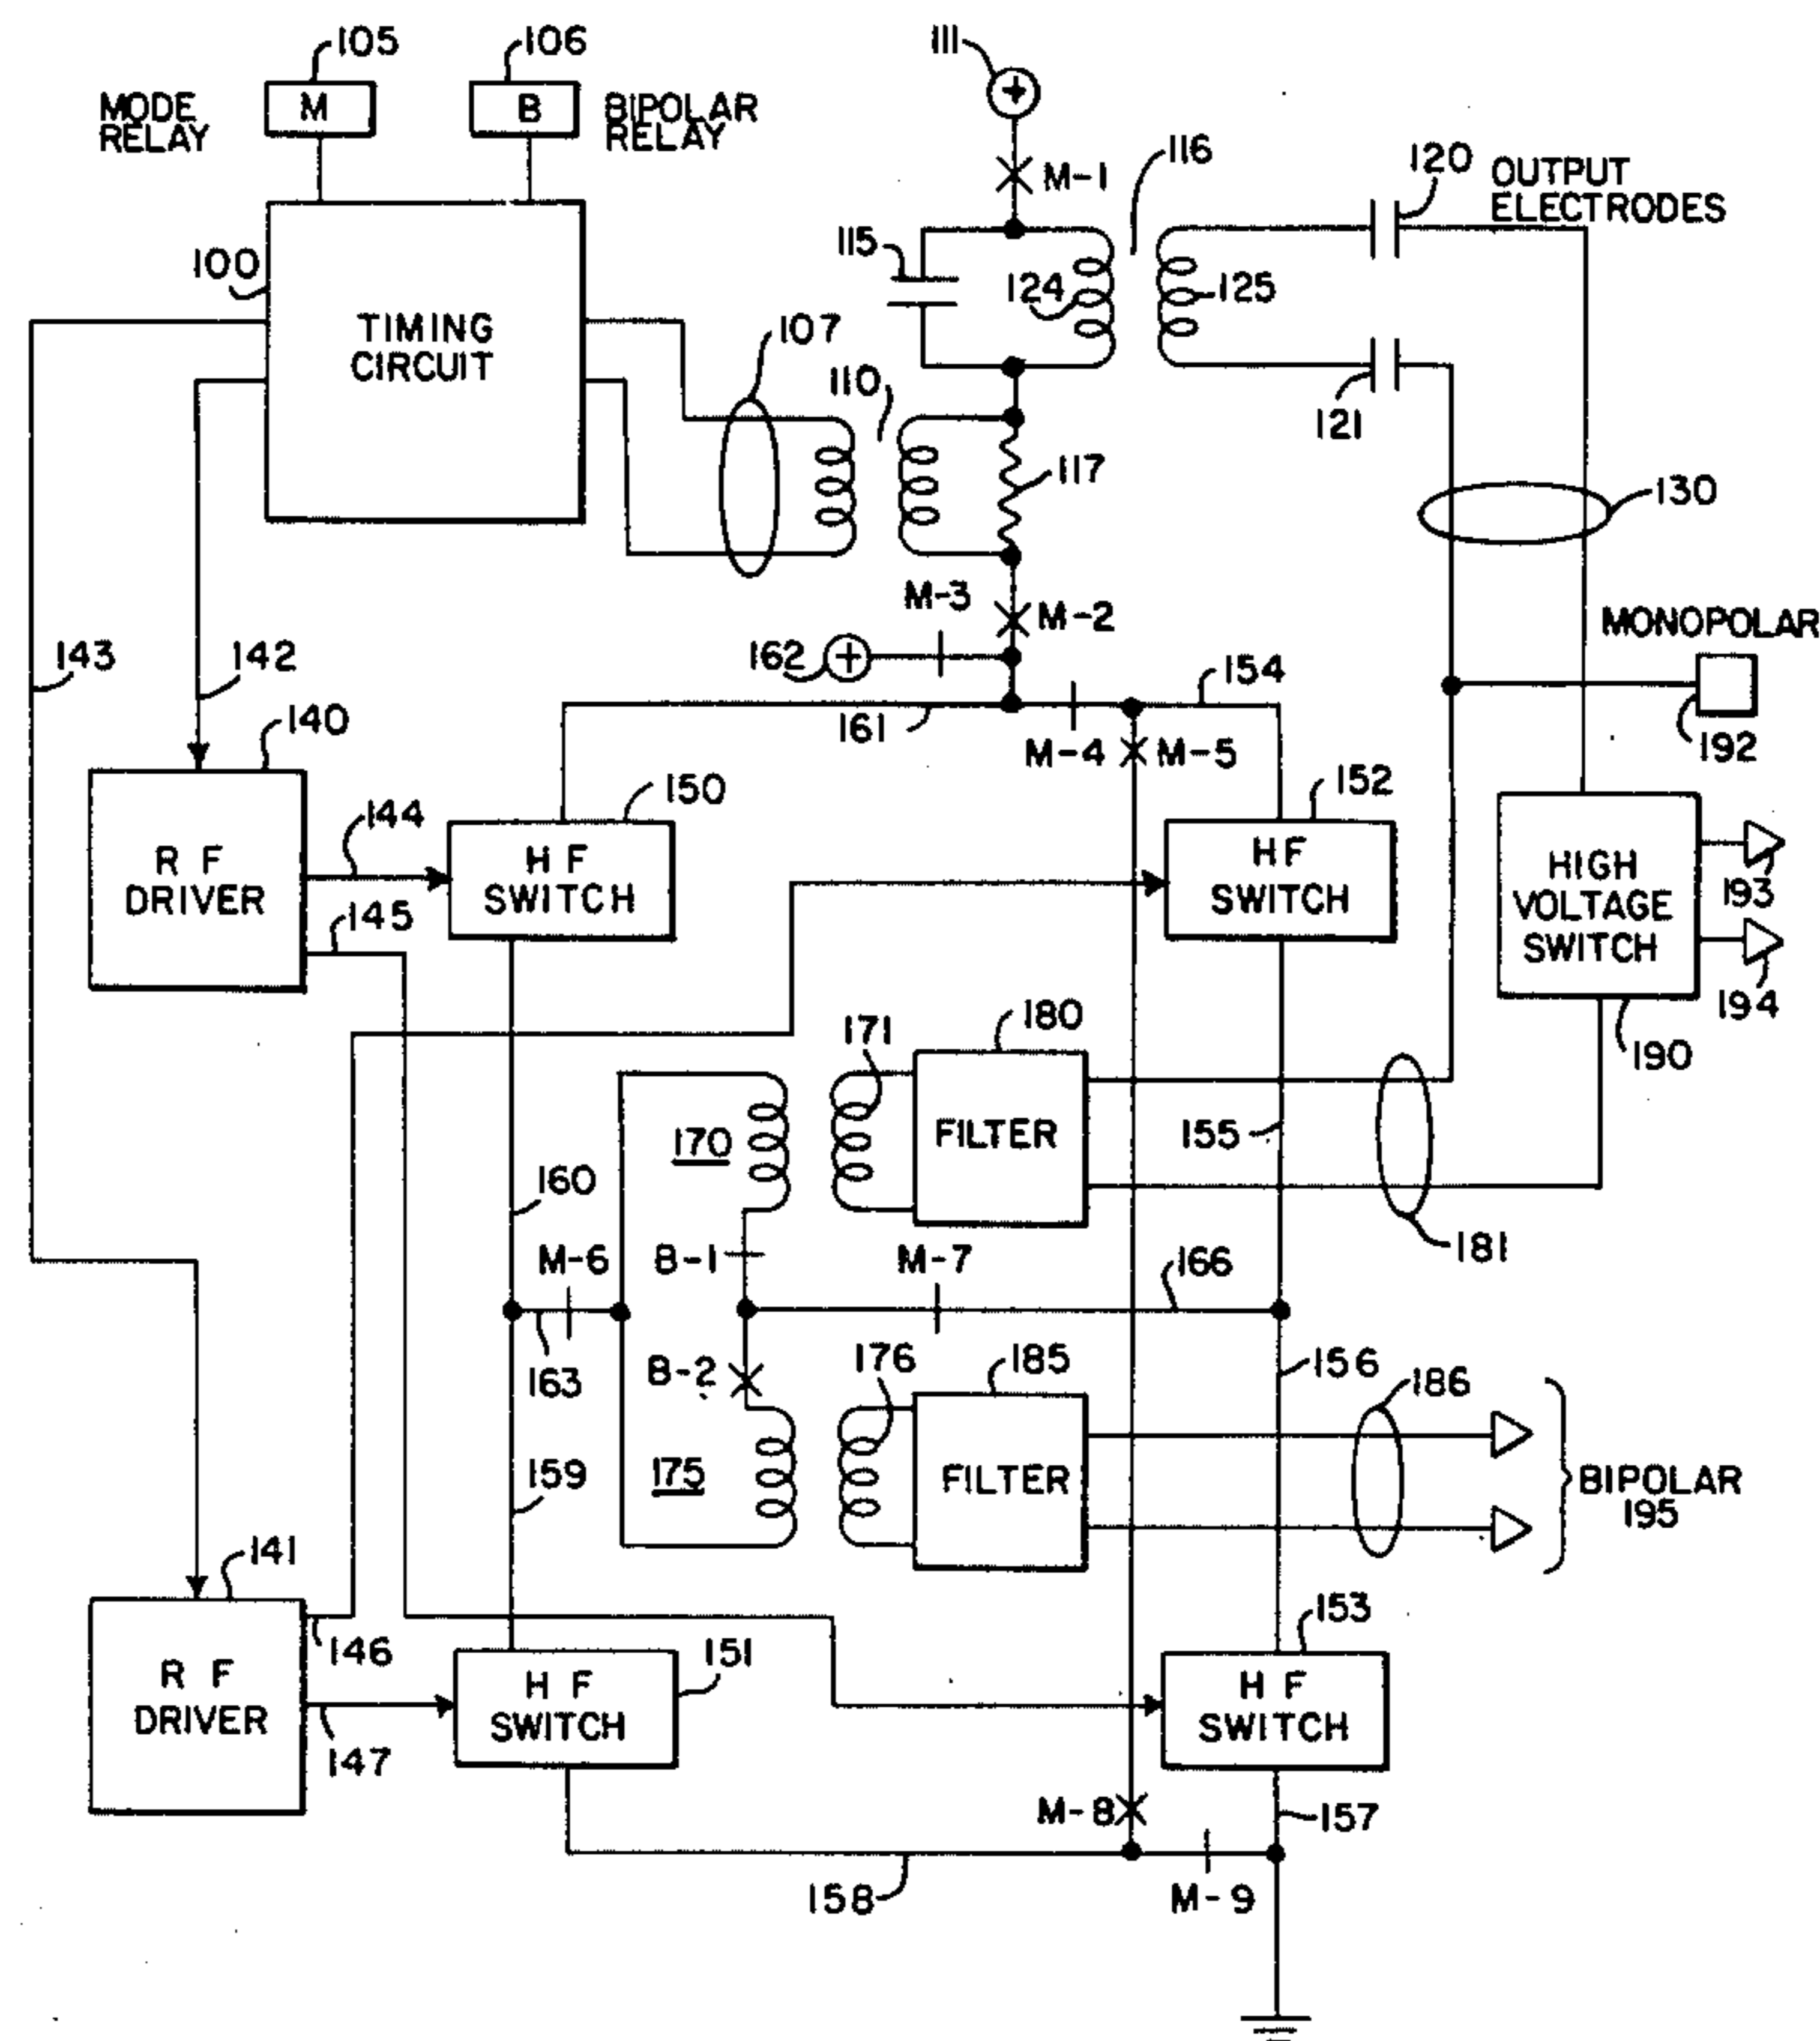 105
106
111
MODE
RELAY
M
B
BIPOLAR
RELAY
M-1
116
120
OUTPUT
ELECTRODES
115
100
124
125
TIMING
CIRCUIT
107
110
121
117
130
M-3
M-2
MONOPOLAR
143
142
162
154
140
161
M-4
M-5
192
150
152
144
R F
DRIVER
H F
SWITCH
HF
SWITCH
HIGH
VOLTAGE
SWITCH
193
145
194
180
171
190
170
FILTER
155
160
181
M-6
B-1
M-7
166
163
B-2
176
185
156
186
159
175
FILTER
BIPOLAR
195
141
153
146
151
R F
DRIVER
H F
SWITCH
H F
SWITCH
147
M-8
157
158
M-9